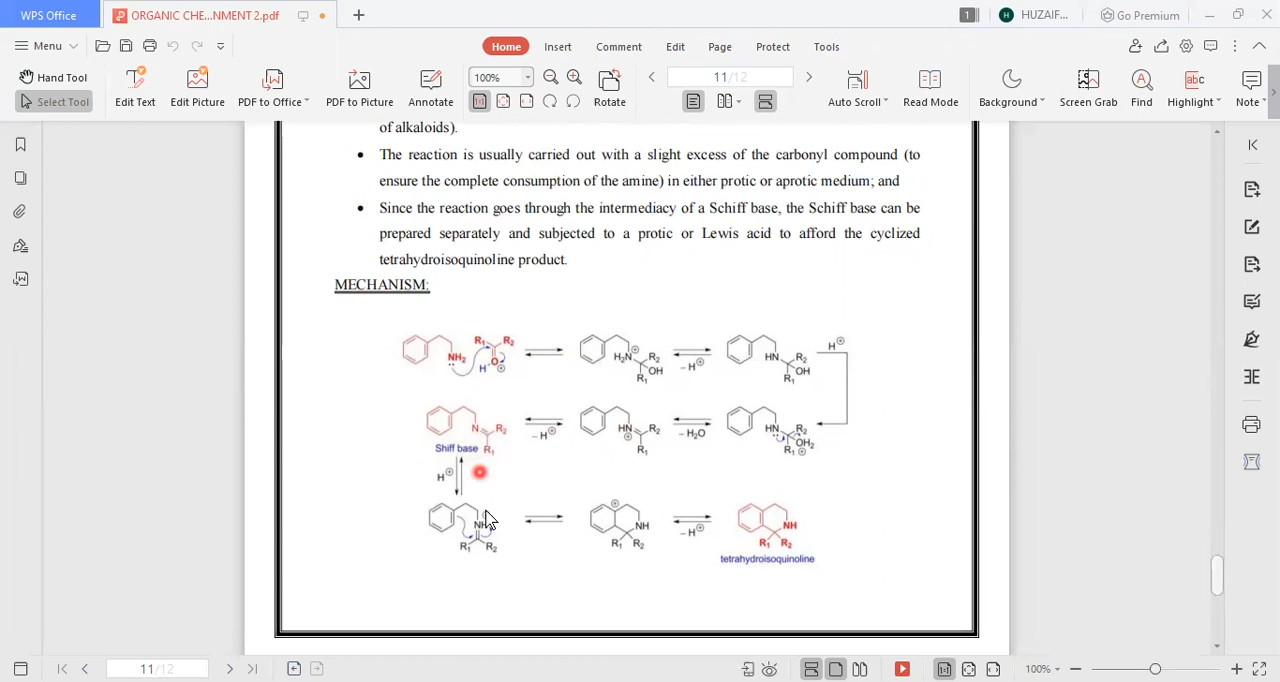 WPS Office
ORGANIC CHE...NMENT 2.pdf
1
H
HUZAIF...
Go Premium
Menu
Home
Insert
Comment
Edit
Page
Protect
Tools
Hand Tool
Select Tool
Edit Text
Edit Picture
PDF to Office
PDF to Picture
Annotate
100%
Rotate
11/12
Auto Scroll
Read Mode
Background
Screen Grab
Find
Highlight
Note
of alkaloids).
• The reaction is usually carried out with a slight excess of the carbonyl compound (to
ensure the complete consumption of the amine) in either protic or aprotic medium; and
• Since the reaction goes through the intermediacy of a Schiff base, the Schiff base can be
prepared separately and subjected to a protic or Lewis acid to afford the cyclized
tetrahydroisoquinoline product.
MECHANISM:
NH2 R1 R2 O H
H2N R2 OH R1
– H
HN R2 OH R1
H
N R2 R1
Shiff base
– H
HN R2 R1
– H2O
HN R2 OH2 R1
H
NH R1 R2
NH R1 R2
– H
NH R1 R2
tetrahydroisoquinoline
11/12
100%